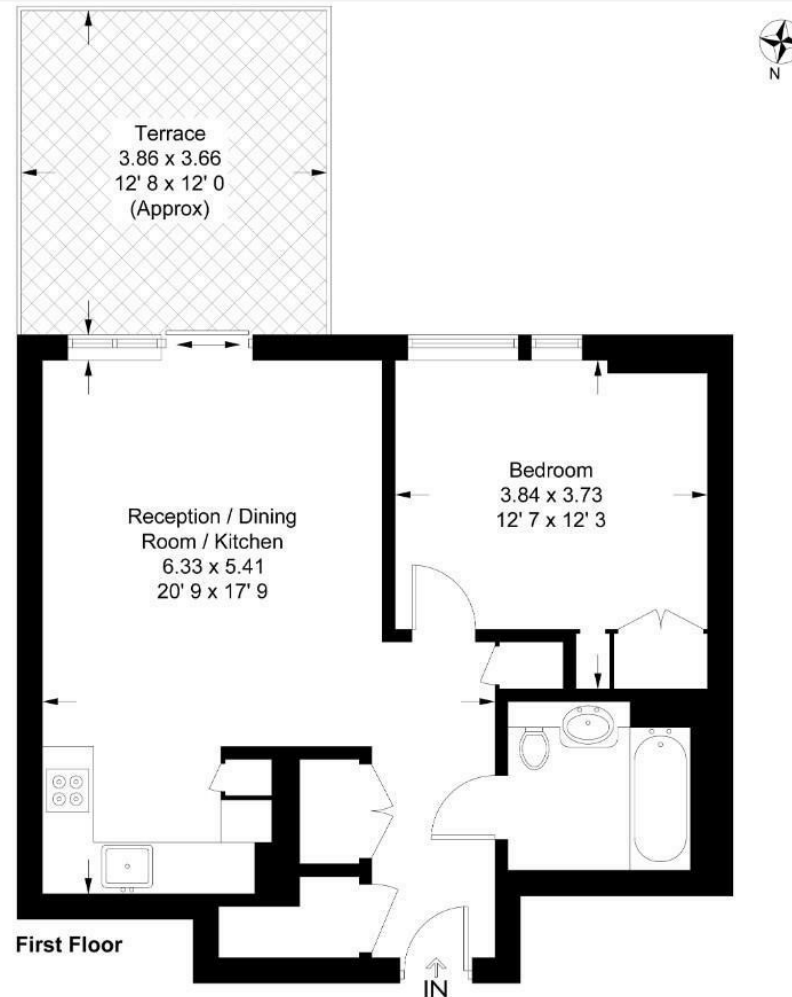 N
Terrace
3.86 x 3.66
12' 8 x 12' 0
(Approx)
Bedroom
3.84 x 3.73
12' 7 x 12' 3
Reception / Dining
Room / Kitchen
6.33 x 5.41
20' 9 x 17' 9
First Floor
IN